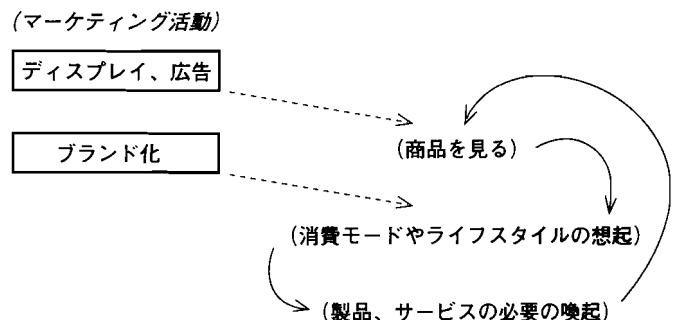 (マーケティング活動)
ディスプレイ、広告
ブランド化
(商品を見る)
(消費モードやライフスタイルの想起)
(製品、サービスの必要の喚起)